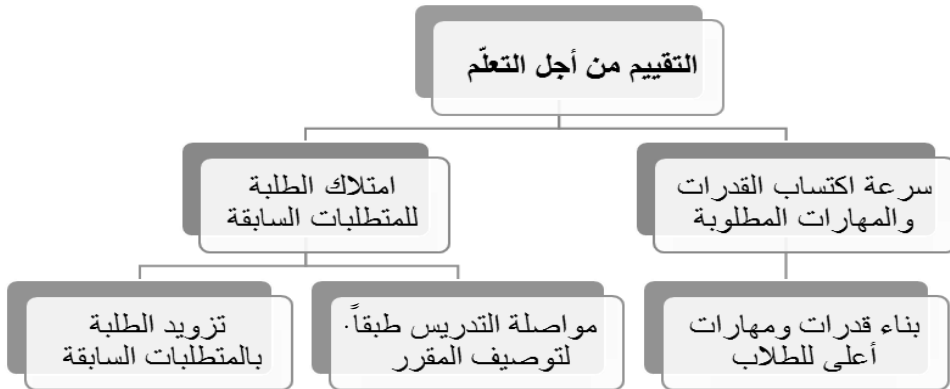 التقييم من أجل التعلّم
سرعة اكتساب القدرات
والمهارات المطلوبة
امتلاك الطلبة
للمتطلبات السابقة
بناء قدرات ومهارات
أعلى للطلاب
مواصلة التدريس طبقاً.
لتوصيف المقرر
تزويد الطلبة
بالمتطلبات السابقة